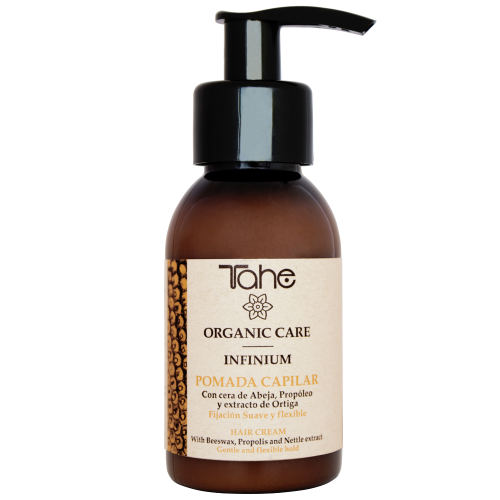 Tahe
ORGANIC CARE
INFINIUM
POMADA CAPILAR
Con cera de Abeja, Propóleo
y extracto de Ortiga
Fijación Suave y flexible
HAIR CREAM
With Beeswax, Propolis and Nettle extract
Gentle and flexible hold